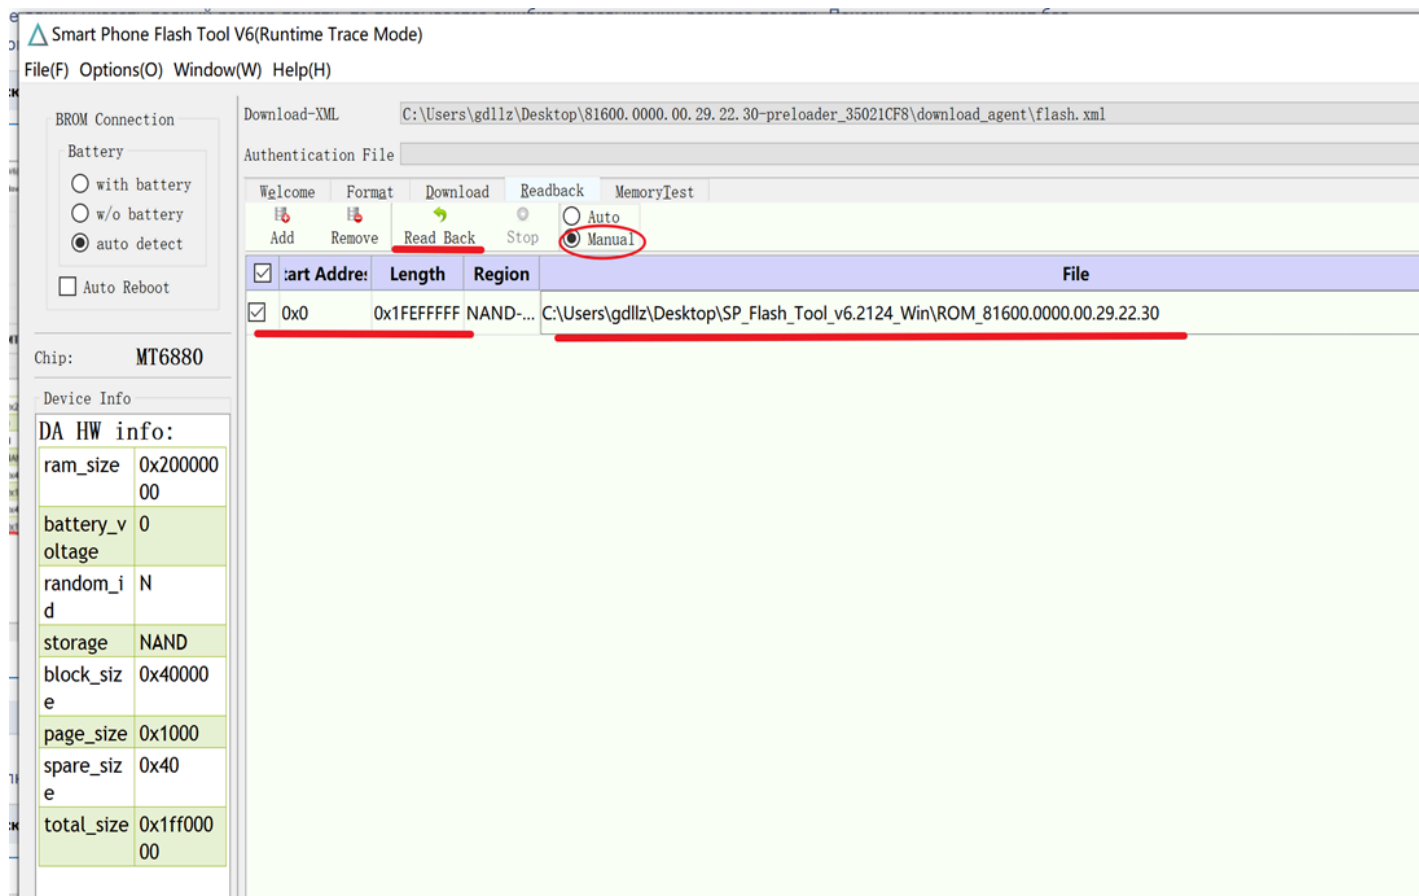 Smart Phone Flash Tool V6(Runtime Trace Mode)
File(F) Options(O) Window(W) Help(H)
BROM Connection
Battery
with battery
w/o battery
auto detect
Auto Reboot
Chip: MT6880
Device Info
DA HW info:
ram_size 0x200000
00
battery_v 0
oltage
random_i N
d
storage NAND
block_siz 0x40000
e
page_size 0x1000
spare_siz 0x40
e
total_size 0x1ff000
00
Download-XML C:\Users\gdllz\Desktop\81600.0000.00.29.22.30-preloader_35021CF8\download_agent\flash.xml
Authentication File
Welcome Format Download Readback MemoryTest
Add Remove Read Back Stop
Auto
Manual
:art Addre: Length Region File
0x0 0x1FEFFFFF NAND-... C:\Users\gdllz\Desktop\SP_Flash_Tool_v6.2124_Win\ROM_81600.0000.00.29.22.30